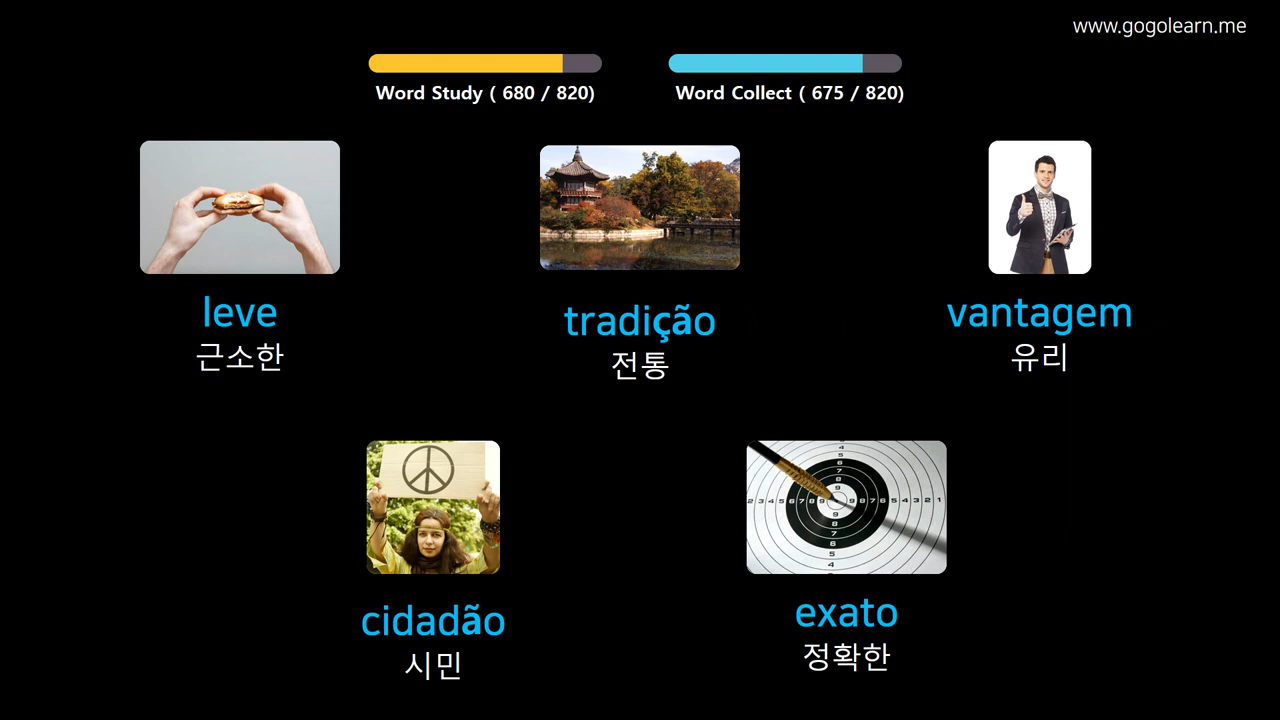 www.gogolearn.me
Word Study ( 680 / 820)
Word Collect ( 675 / 820)
leve
근소한
tradição
전통
vantagem
유리
cidadão
시민
exato
정확한